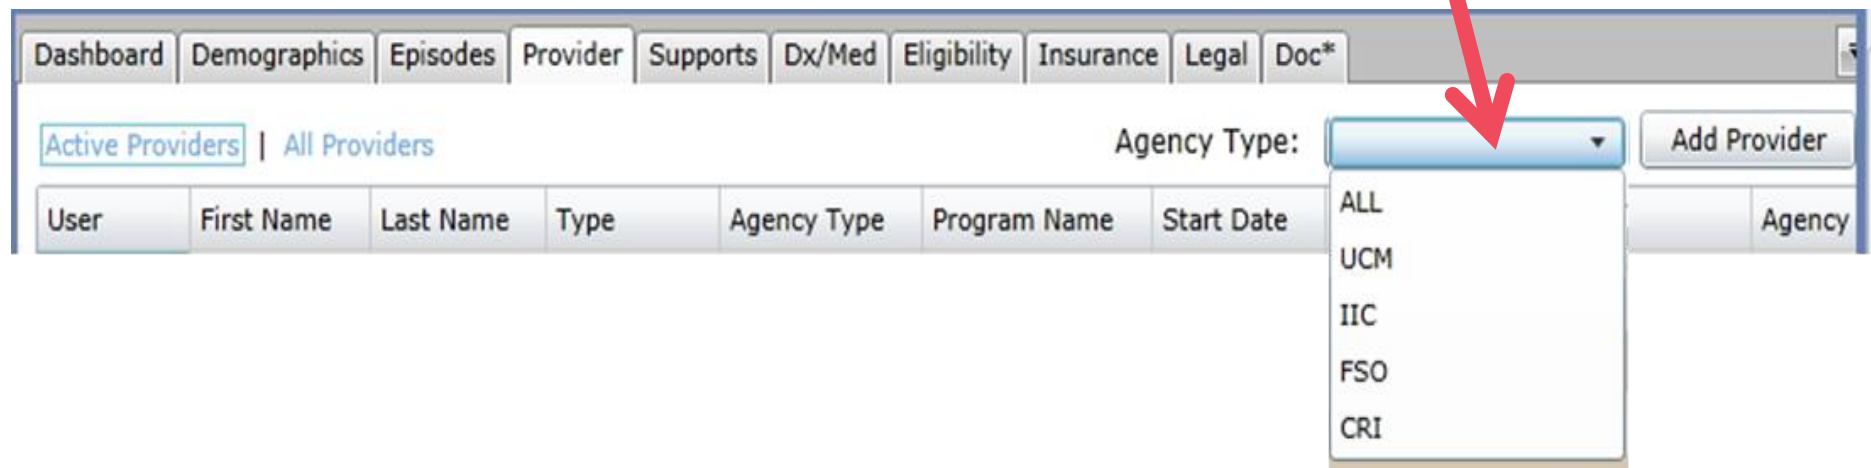 Dashboard Demographics Episodes Provider Supports Dx/Med Eligibility Insurance Legal Doc*
Active Providers | All Providers Agency Type: Add Provider
User First Name Last Name Type Agency Type Program Name Start Date Agency
ALL
UCM
IIC
FSO
CRI